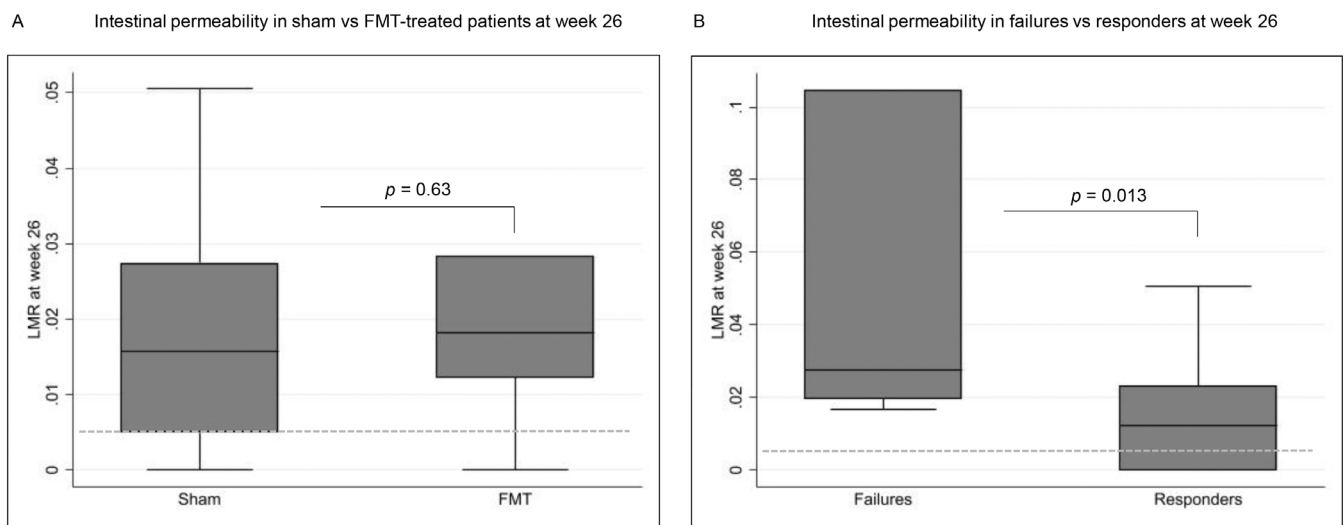 A
Intestinal permeability in sham vs FMT-treated patients at week 26
LMR at week 26
.05
.04
.03
.02
.01
0
p = 0.63
Sham
FMT
B
Intestinal permeability in failures vs responders at week 26
LMR at week 26
.1
.08
.06
.04
.02
0
p = 0.013
Failures
Responders